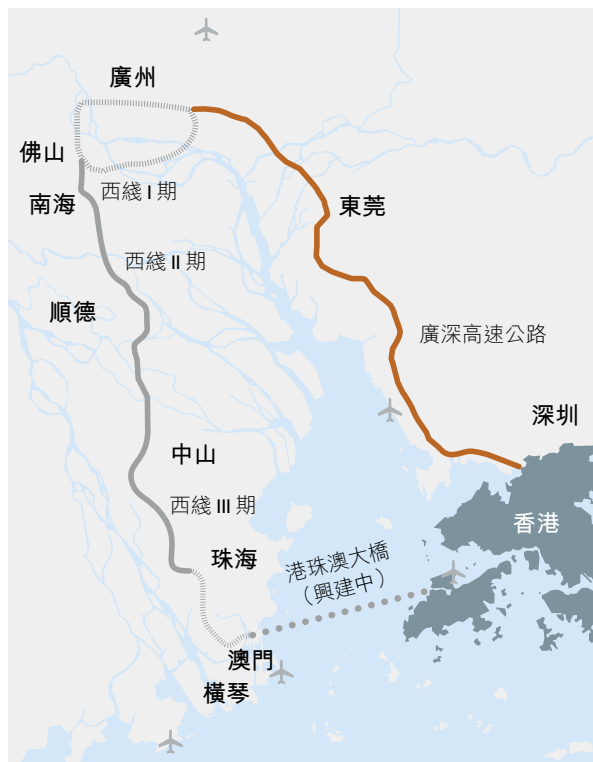 廣州
佛山
西綫 I 期
南海
東莞
西綫 II 期
順德
廣深高速公路
深圳
中山
西綫 III 期
香港
珠海
港珠澳大橋
（興建中）
澳門
橫琴